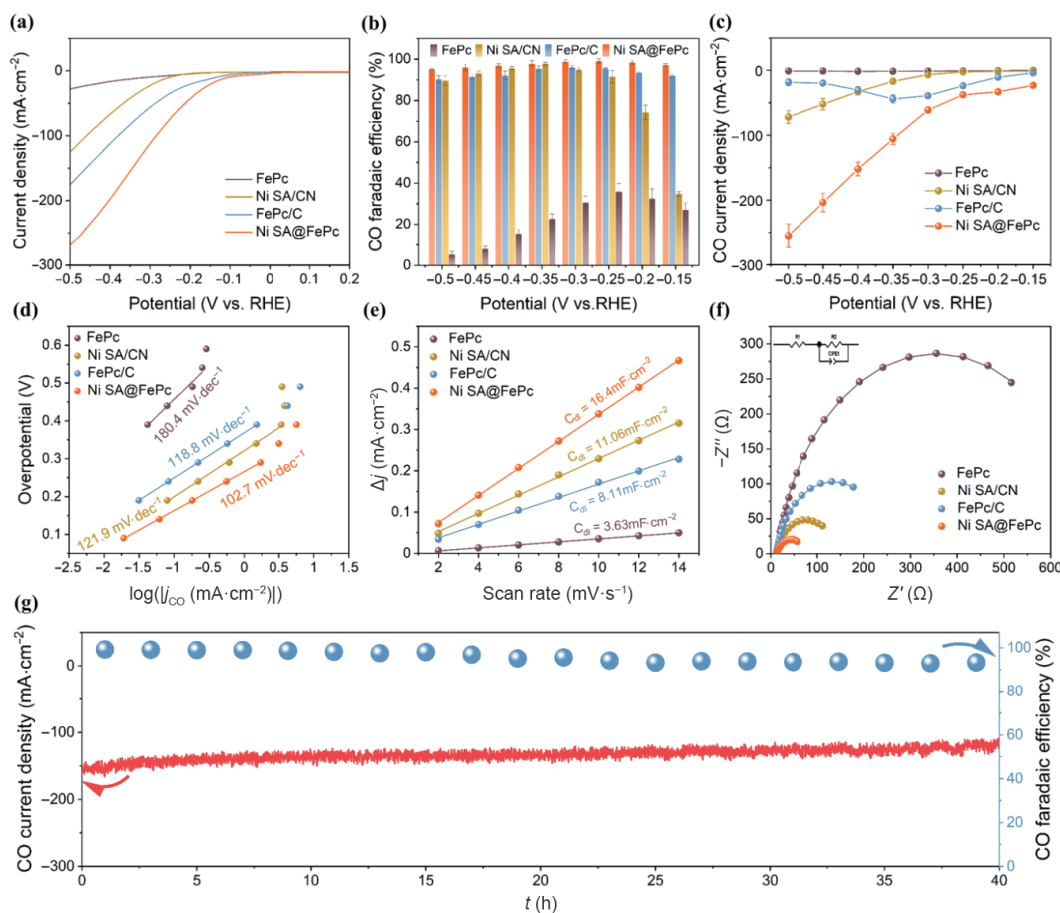 (a)
Current density (mA·cm⁻²)
0
−100
−200
−300
FePc
Ni SA/CN
FePc/C
Ni SA@FePc
−0.5 −0.4 −0.3 −0.2 −0.1 0 0.1 0.2
Potential (V vs. RHE)
(b)
CO faradaic efficiency (%)
100
80
60
40
20
0
FePc Ni SA/CN FePc/C Ni SA@FePc
−0.5 −0.45 −0.4 −0.35 −0.3 −0.25 −0.2 −0.15
Potential (V vs.RHE)
(c)
CO current density (mA·cm⁻²)
50
0
−50
−100
−150
−200
−250
−300
FePc
Ni SA/CN
FePc/C
Ni SA@FePc
−0.5 −0.45 −0.4 −0.35 −0.3 −0.25 −0.2 −0.15
Potential (V vs. RHE)
(d)
Overpotential (V)
0.6
0.5
0.4
0.3
0.2
0.1
FePc
Ni SA/CN
FePc/C
Ni SA@FePc
180.4 mV·dec⁻¹
118.8 mV·dec⁻¹
121.9 mV·dec⁻¹
102.7 mV·dec⁻¹
−2.5 −2 −1.5 −1 −0.5 0 0.5 1 1.5
log(|j_CO (mA·cm⁻²)|)
(e)
Δj (mA·cm⁻²)
0.5
0.4
0.3
0.2
0.1
0
FePc
Ni SA/CN
FePc/C
Ni SA@FePc
C_dl = 16.4mF·cm⁻²
C_dl = 11.06mF·cm⁻²
C_dl = 8.11mF·cm⁻²
C_dl = 3.63mF·cm⁻²
2 4 6 8 10 12 14
Scan rate (mV·s⁻¹)
(f)
−Z″ (Ω)
300
250
200
150
100
50
0
R1 R2
CPE1
FePc
Ni SA/CN
FePc/C
Ni SA@FePc
0 100 200 300 400 500 600
Z′ (Ω)
(g)
CO current density (mA·cm⁻²)
0
−100
−200
−300
0 5 10 15 20 25 30 35 40
t (h)
100
80
60
40
20
0
CO faradaic efficiency (%)